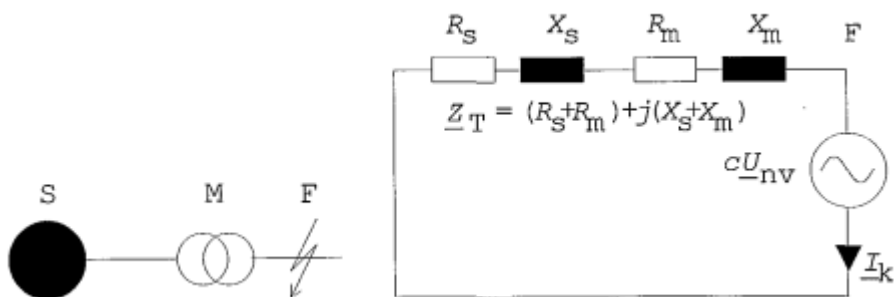 R_s X_s R_m X_m F
Z_T = (R_s+R_m)+j(X_s+X_m)
cU_nv
I_k
S M F